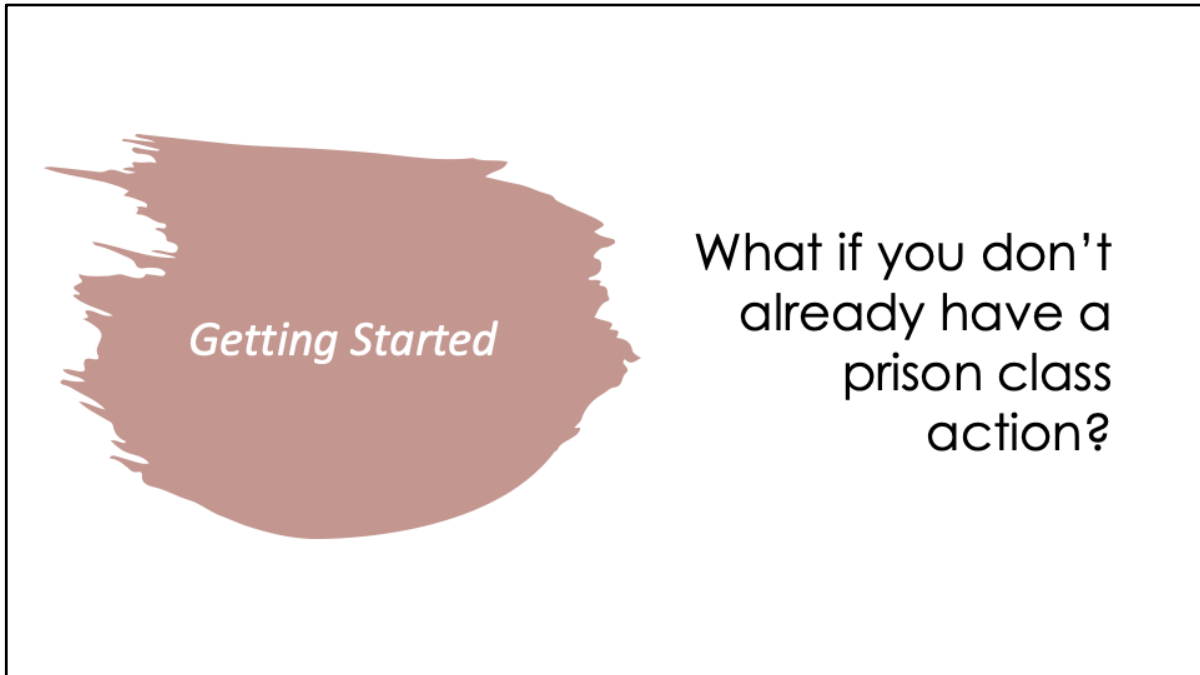 Getting Started
What if you don’t
already have a
prison class
action?